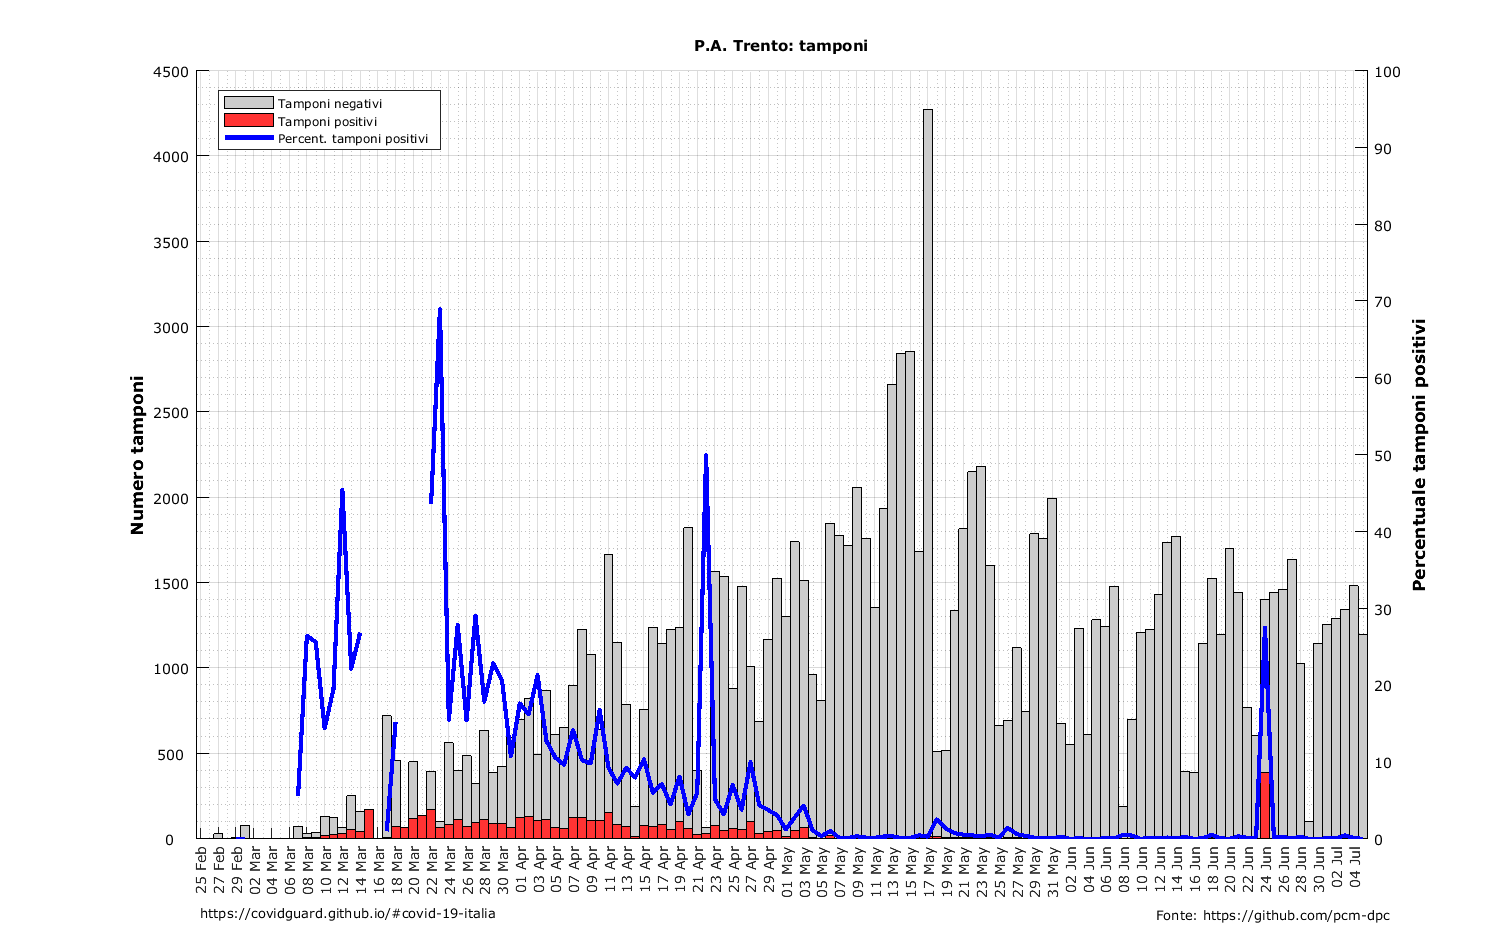 P.A. Trento: tamponi
Tamponi negativi
Tamponi positivi
Percent. tamponi positivi
Numero tamponi
4500
4000
3500
3000
2500
2000
1500
1000
500
0
Percentuale tamponi positivi
100
90
80
70
60
50
40
30
20
10
0
25 Feb
27 Feb
29 Feb
02 Mar
04 Mar
06 Mar
08 Mar
10 Mar
12 Mar
14 Mar
16 Mar
18 Mar
20 Mar
22 Mar
24 Mar
26 Mar
28 Mar
30 Mar
01 Apr
03 Apr
05 Apr
07 Apr
09 Apr
11 Apr
13 Apr
15 Apr
17 Apr
19 Apr
21 Apr
23 Apr
25 Apr
27 Apr
29 Apr
01 May
03 May
05 May
07 May
09 May
11 May
13 May
15 May
17 May
19 May
21 May
23 May
25 May
27 May
29 May
31 May
02 Jun
04 Jun
06 Jun
08 Jun
10 Jun
12 Jun
14 Jun
16 Jun
18 Jun
20 Jun
22 Jun
24 Jun
26 Jun
28 Jun
30 Jun
02 Jul
04 Jul
https://covidguard.github.io/#covid-19-italia
Fonte: https://github.com/pcm-dpc